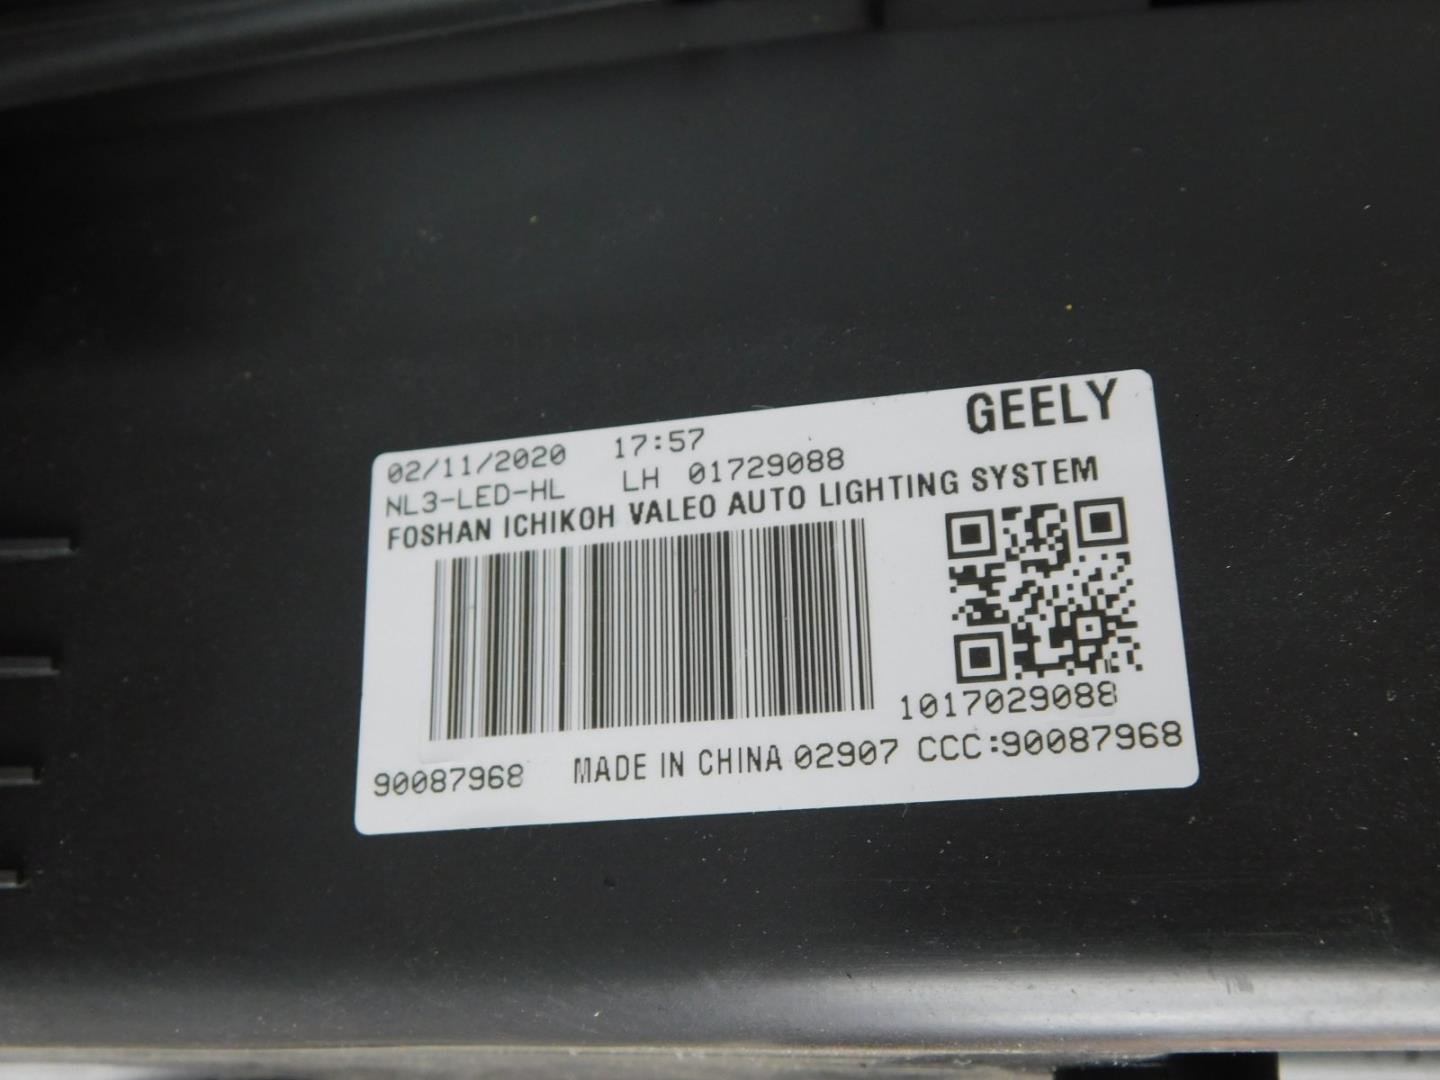 GEELY
02/11/2020 17:57
NL3-LED-HL LH 01729088
FOSHAN ICHIKOH VALEO AUTO LIGHTING SYSTEM
1017029088
90087968 MADE IN CHINA 02907 CCC:90087968